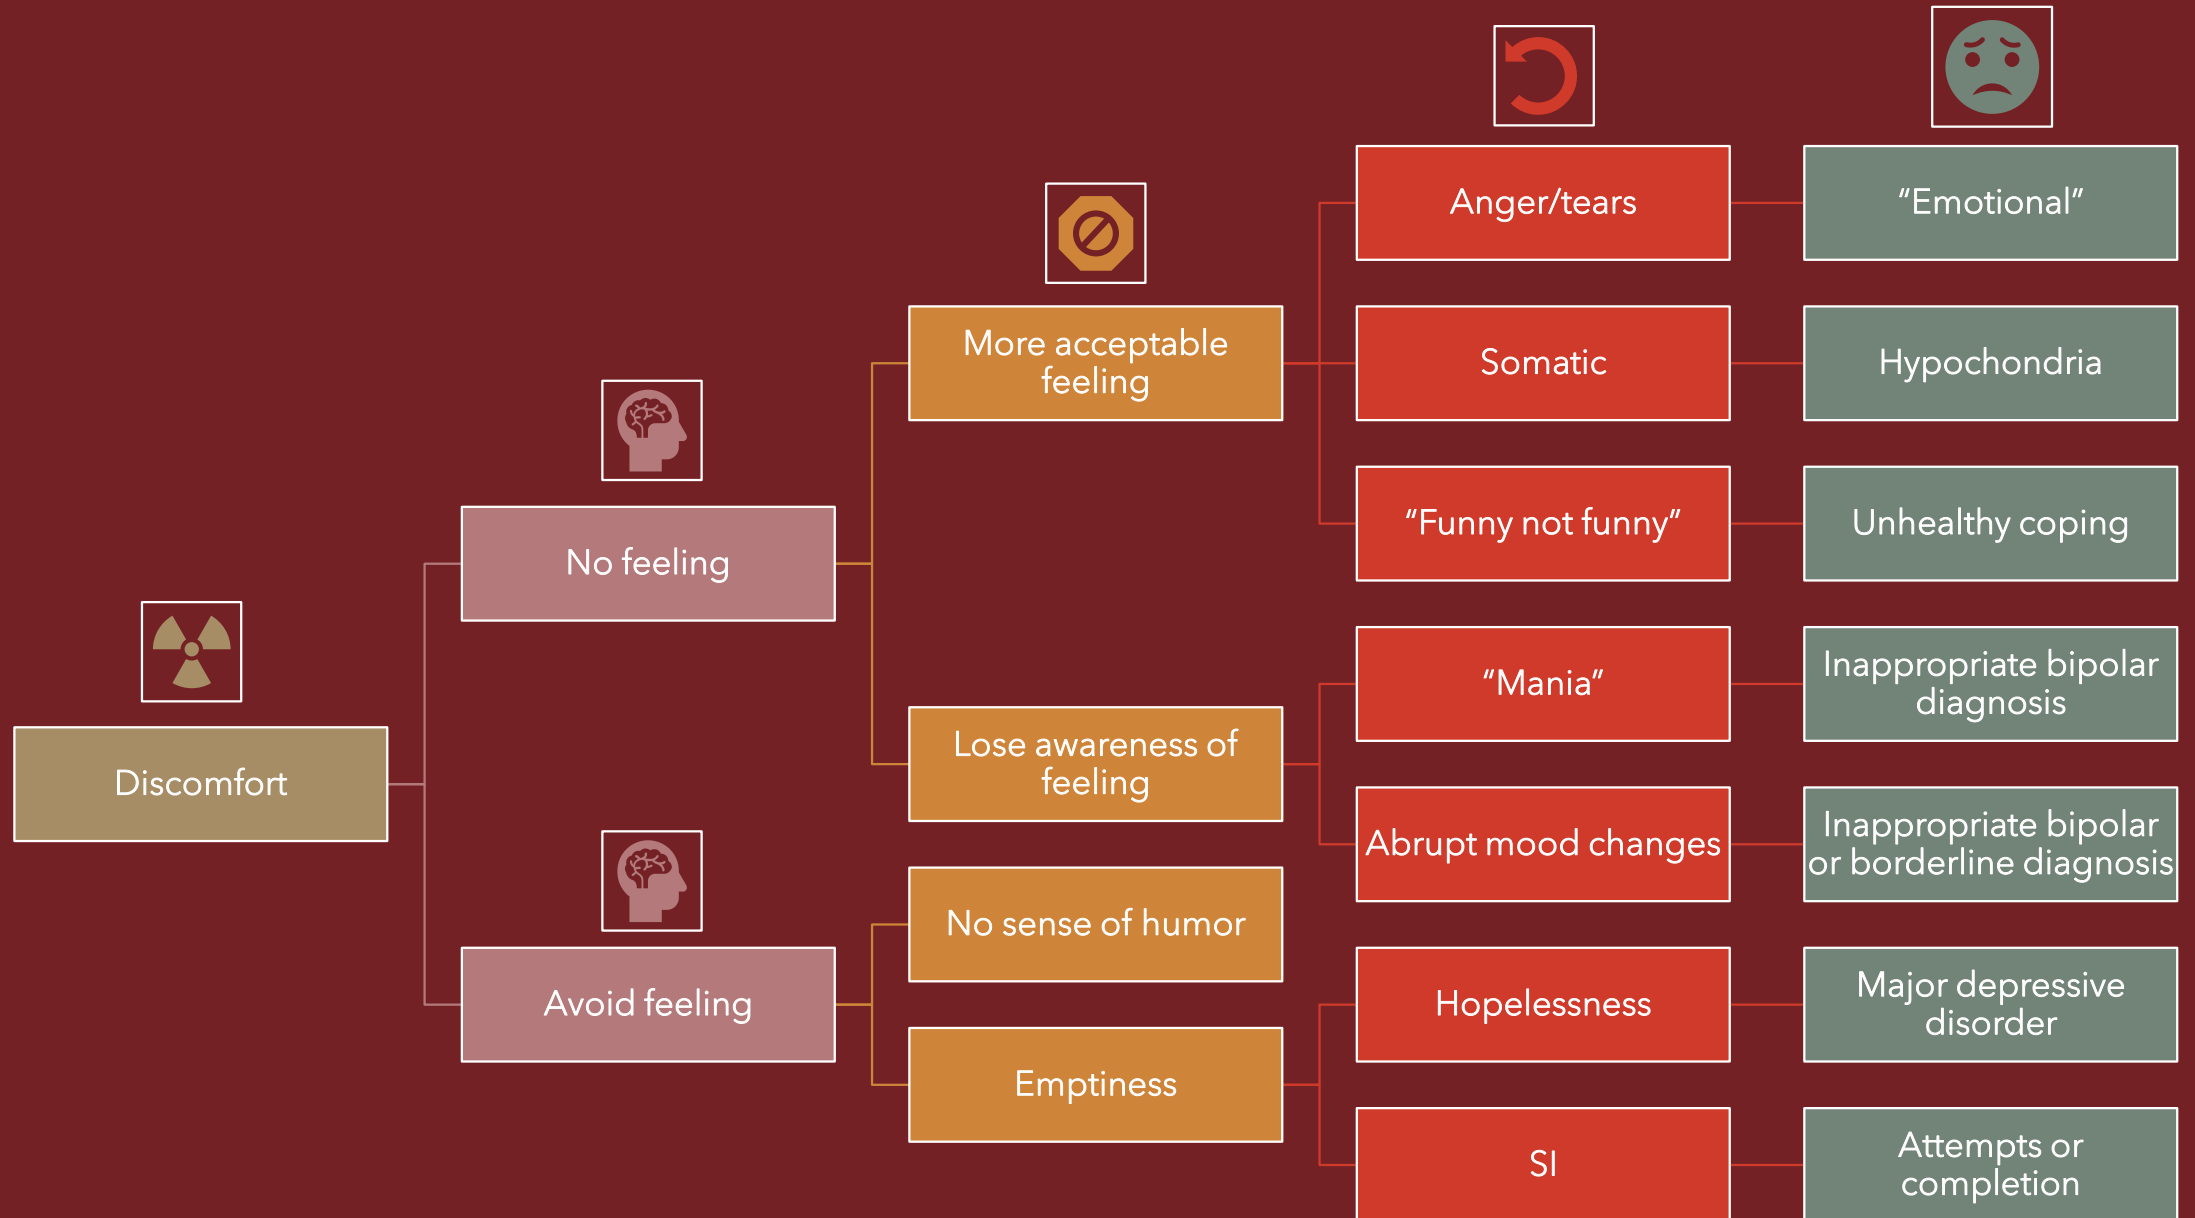 Discomfort
No feeling
Avoid feeling
More acceptable
feeling
Lose awareness of
feeling
No sense of humor
Emptiness
Anger/tears
Somatic
“Funny not funny”
“Mania”
Abrupt mood changes
Hopelessness
SI
“Emotional”
Hypochondria
Unhealthy coping
Inappropriate bipolar
diagnosis
Inappropriate bipolar
or borderline diagnosis
Major depressive
disorder
Attempts or
completion